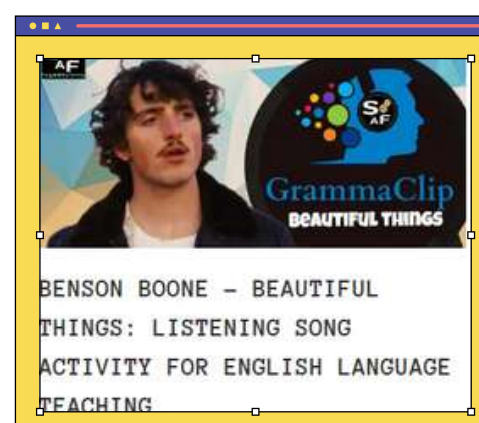 AF
S&
AF
GrammaClip
BEAUTIFUL THINGS
BENSON BOONE – BEAUTIFUL
THINGS: LISTENING SONG
ACTIVITY FOR ENGLISH LANGUAGE
TEACHING